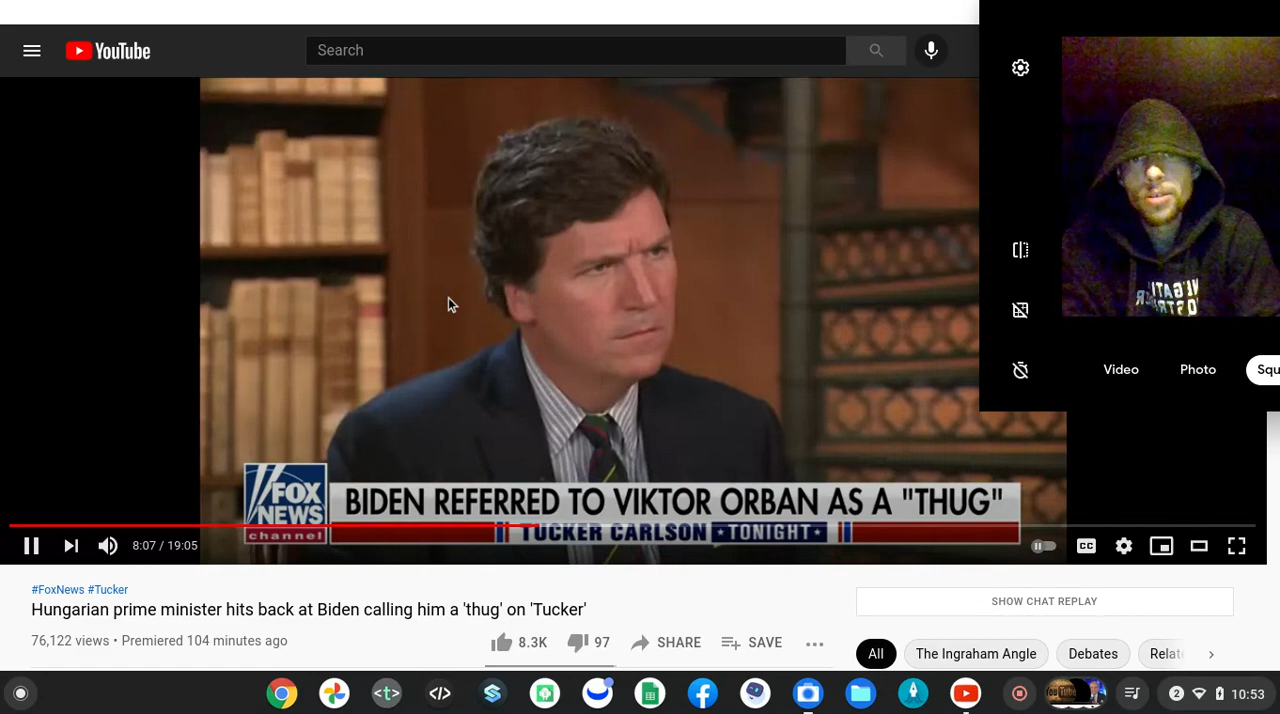 YouTube
Search
Video
Photo
Squ
FOX
NEWS
channel
BIDEN REFERRED TO VIKTOR ORBAN AS A "THUG"
TUCKER CARLSON TONIGHT
8:07 / 19:05
CC
#FoxNews #Tucker
Hungarian prime minister hits back at Biden calling him a 'thug' on 'Tucker'
76,122 views • Premiered 104 minutes ago
8.3K
97
SHARE
SAVE
SHOW CHAT REPLAY
All
The Ingraham Angle
Debates
Relat
<t>
</>
2
10:53